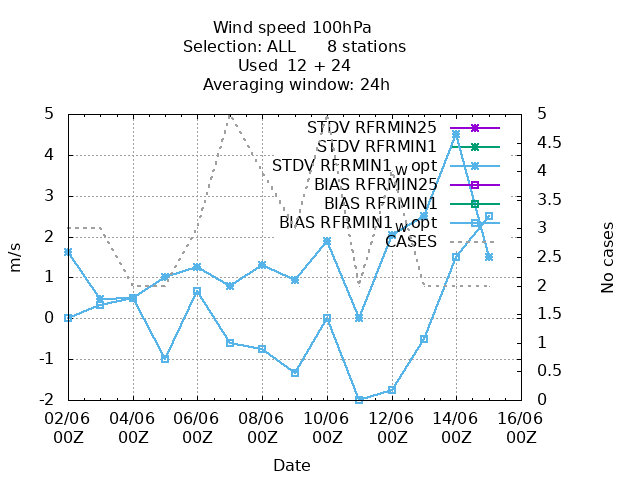 Wind speed 100hPa
Selection: ALL 8 stations
Used 12 + 24
Averaging window: 24h
5 5
STDV RFRMIN25
4.5
STDV RFRMIN1
4
STDV RFRMIN1_wopt
4
BIAS RFRMIN25
3.5
3
BIAS RFRMIN1
BIAS RFRMIN1_wopt
3
2
CASES
2.5
m/s
No cases
1
2
1.5
0
1
-1
0.5
-2 0
02/06 04/06 06/06 08/06 10/06 12/06 14/06 16/06
00Z 00Z 00Z 00Z 00Z 00Z 00Z 00Z
Date